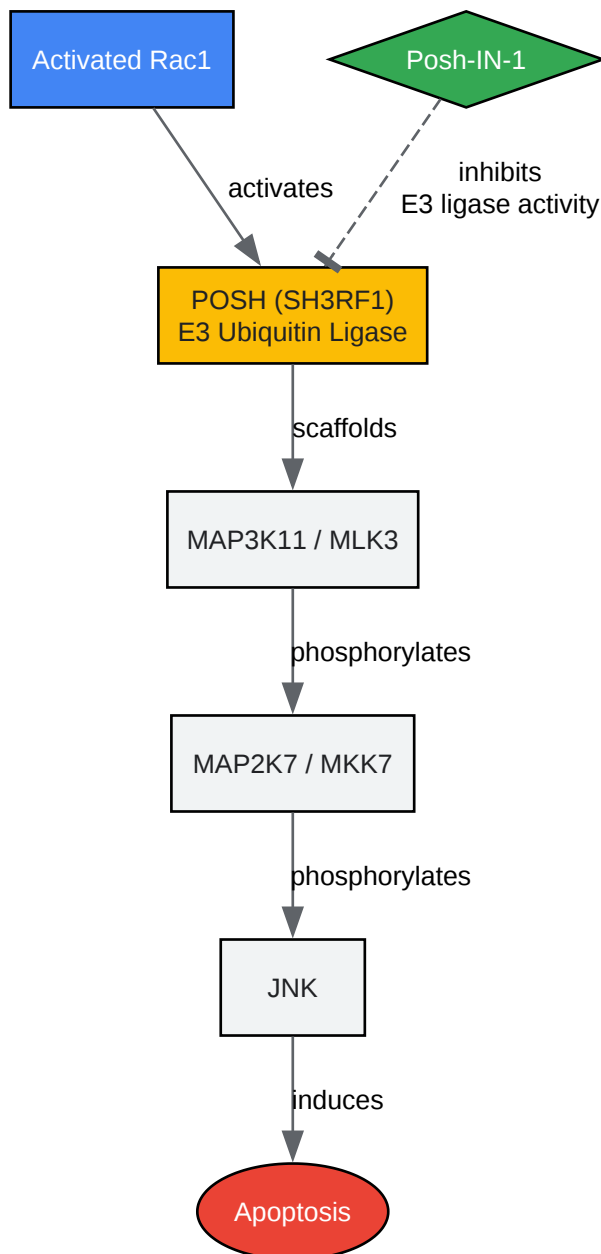 Activated Rac1
Posh-IN-1
activates
inhibits
E3 ligase activity
POSH (SH3RF1)
E3 Ubiquitin Ligase
scaffolds
MAP3K11 / MLK3
phosphorylates
MAP2K7 / MKK7
phosphorylates
JNK
induces
Apoptosis